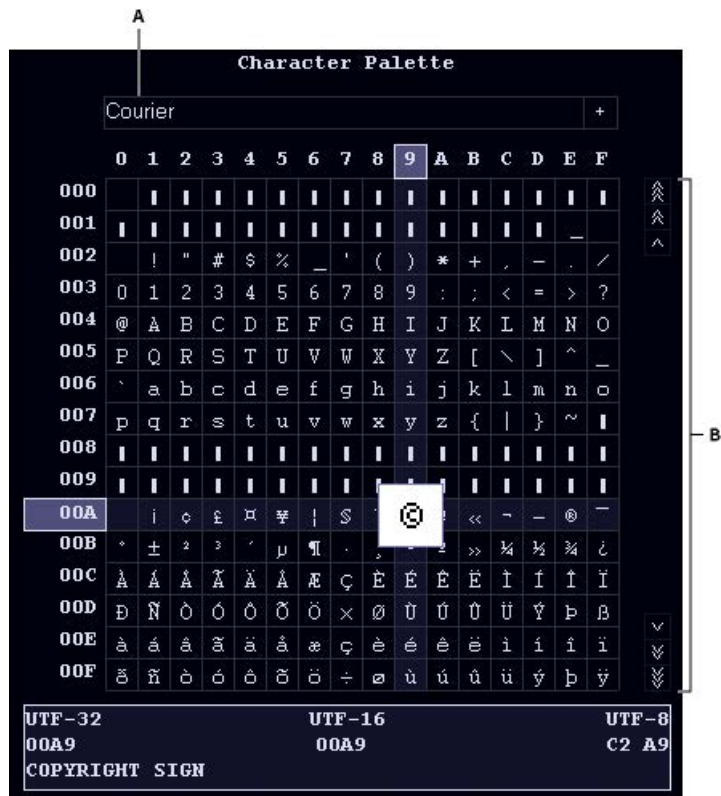 A
Character Palette
Courier +
0 1 2 3 4 5 6 7 8 9 A B C D E F
000
001 _
002 ! " # $ % _ ' ( ) * + , – . /
003 0 1 2 3 4 5 6 7 8 9 : ; < = > ?
004 @ A B C D E F G H I J K L M N O
005 P Q R S T U V W X Y Z [ \ ] ^ _
006 ` a b c d e f g h i j k l m n o
007 p q r s t u v w x y z { | } ~
008
009
00A ¡ ¢ £ ¤ ¥ ¦ § © « ¬ – ® ¯
00B ° ± ² ³ ´ µ ¶ · » ¼ ½ ¾ ¿
00C À Á Â Ã Ä Å Æ Ç È É Ê Ë Ì Í Î Ï
00D Ð Ñ Ò Ó Ô Õ Ö × Ø Ù Ú Û Ü Ý Þ ß
00E à á â ã ä å æ ç è é ê ë ì í î ï
00F ð ñ ò ó ô õ ö ÷ ø ù ú û ü ý þ ÿ
B
UTF-32 UTF-16 UTF-8
00A9 00A9 C2 A9
COPYRIGHT SIGN